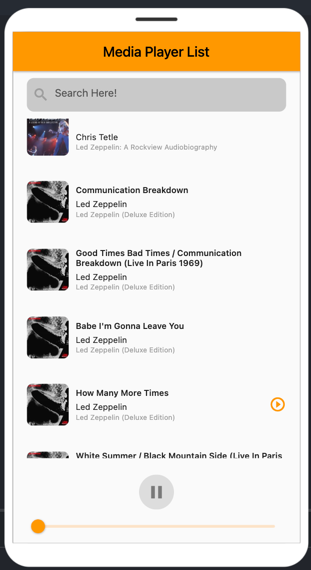 Media Player List
Search Here!
Chris Tetle
Led Zeppelin: A Rockview Audiobiography
Communication Breakdown
Led Zeppelin
Led Zeppelin (Deluxe Edition)
Good Times Bad Times / Communication
Breakdown (Live In Paris 1969)
Led Zeppelin
Led Zeppelin (Deluxe Edition)
Babe I'm Gonna Leave You
Led Zeppelin
Led Zeppelin (Deluxe Edition)
How Many More Times
Led Zeppelin
Led Zeppelin (Deluxe Edition)
White Summer / Black Mountain Side (Live In Paris